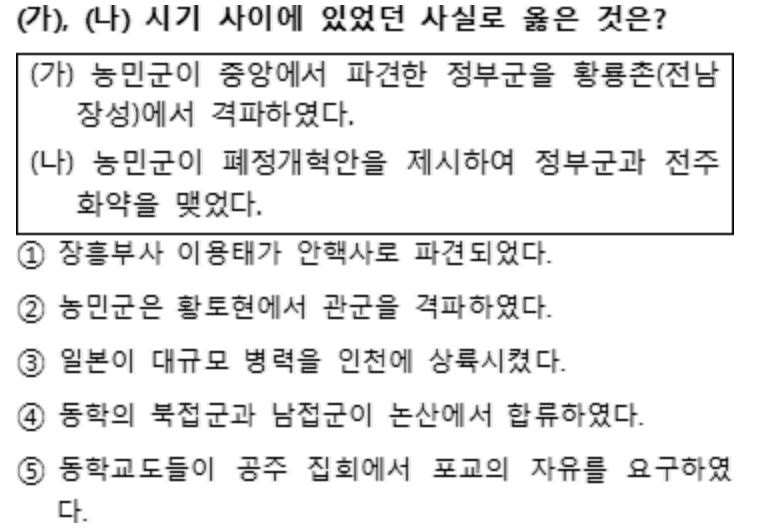 (가), (나) 시기 사이에 있었던 사실로 옳은 것은?
(가) 농민군이 중앙에서 파견한 정부군을 황룡촌(전남
장성)에서 격파하였다.
(나) 농민군이 폐정개혁안을 제시하여 정부군과 전주
화약을 맺었다.
① 장흥부사 이용태가 안핵사로 파견되었다.
② 농민군은 황토현에서 관군을 격파하였다.
③ 일본이 대규모 병력을 인천에 상륙시켰다.
④ 동학의 북접군과 남접군이 논산에서 합류하였다.
⑤ 동학교도들이 공주 집회에서 포교의 자유를 요구하였
다.